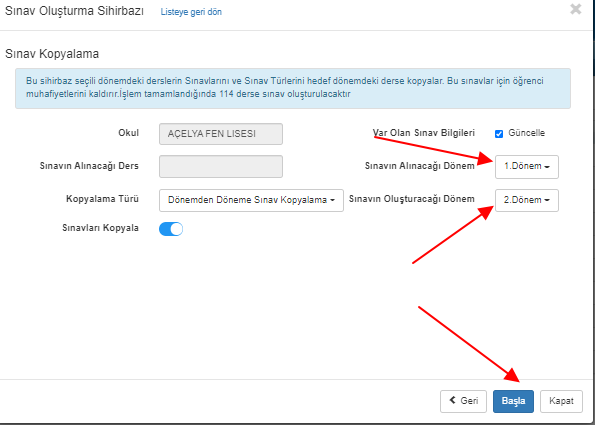 Sınav Oluşturma Sihirbazı Listeye geri dön
Sınav Kopyalama
Bu sihirbaz seçili dönemdeki derslerin Sınavlarını ve Sınav Türlerini hedef dönemdeki derse kopyalar. Bu sınavlar için öğrenci
muhafiyetlerini kaldırır.İşlem tamamlandığında 114 derse sınav oluşturulacaktır
Okul AÇELYA FEN LISESI Var Olan Sınav Bilgileri Güncelle
Sınavın Alınacağı Ders Sınavın Alınacağı Dönem 1.Dönem
Kopyalama Türü Dönemden Döneme Sınav Kopyalama Sınavın Oluşturacağı Dönem 2.Dönem
Sınavları Kopyala
Geri Başla Kapat